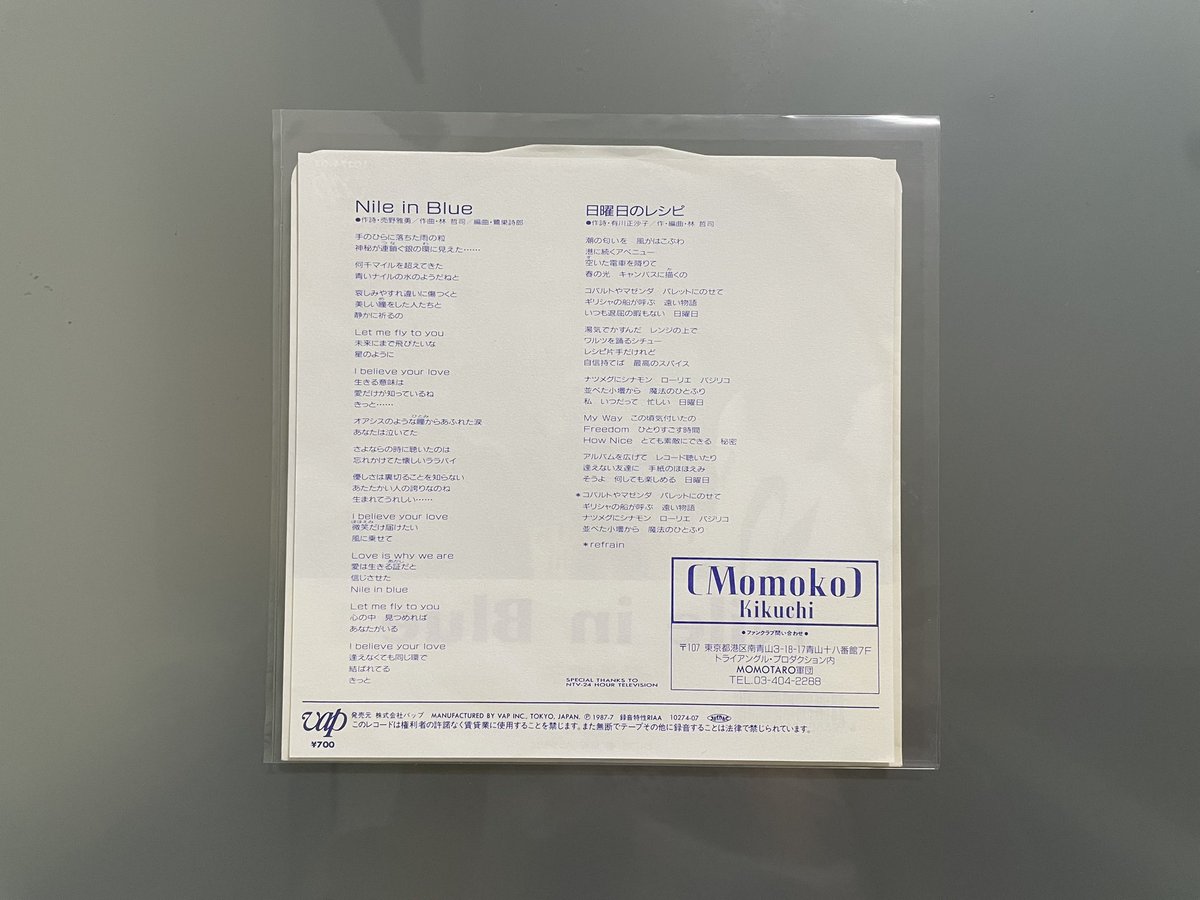 Nile in Blue
●作詩・売野雅勇／作曲・林 哲司／編曲・鷺巣詩郎
手のひらに落ちた雨の粒
神秘が連鎖ぐ銀の環に見えた……
何千マイルを超えてきた
青いナイルの水のようだねと
哀しみやすれ違いに傷つくと
美しい瞳をした人たちと
静かに祈るの
Let me fly to you
未来にまで飛びたいな
星のように
I believe your love
生きる意味は
愛だけが知っているね
きっと……
オアシスのような瞳からあふれた涙
あなたは泣いてた
さよならの時に聴いたのは
忘れかけてた懐しいララバイ
優しさは裏切ることを知らない
あたたかい人の誇りなのね
生まれてうれしい……
I believe your love
微笑だけ届けたい
風に乗せて
Love is why we are
愛は生きる証だと
信じさせた
Nile in blue
Let me fly to you
心の中　見つめれば
あなたがいる
I believe your love
逢えなくても同じ環で
結ばれてる
きっと
日曜日のレシピ
●作詩・有川正沙子／作・編曲・林 哲司
潮の匂いを　風がはこぶわ
港に続くアベニュー
空いた電車を降りて
春の光　キャンバスに描くの
コバルトやマゼンダ　パレットにのせて
ギリシャの船が呼ぶ　遠い物語
いつも退屈の暇もない　日曜日
湯気でかすんだ　レンジの上で
ワルツを踊るシチュー
レシピ片手だけれど
自信持てば　最高のスパイス
ナツメグにシナモン　ローリエ　バジリコ
並べた小壜から　魔法のひとふり
私　いつだって　忙しい　日曜日
My Way　この頃気付いたの
Freedom　ひとりすごす時間
How Nice　とても素敵にできる　秘密
アルバムを広げて　レコード聴いたり
逢えない友達に　手紙のほほえみ
そうよ　何しても楽しめる　日曜日
＊コバルトやマゼンダ　パレットにのせて
ギリシャの船が呼ぶ　遠い物語
ナツメグにシナモン　ローリエ　バジリコ
並べた小壜から　魔法のひとふり
＊refrain
SPECIAL THANKS TO
NTV-24 HOUR TELEVISION
〔Momoko〕
Kikuchi
●ファンクラブ問い合わせ●
〒107 東京都港区南青山3-18-17青山十八番館7F
トライアングル・プロダクション内
MOMOTARO軍団
TEL.03-404-2288
vap
¥700
発売元 株式会社バップ　MANUFACTURED BY VAP INC., TOKYO, JAPAN. Ⓟ1987-7　録音特性RIAA　10274-07
このレコードは権利者の許諾なく賃貸業に使用することを禁じます。また無断でテープその他に録音することは法律で禁じられています。